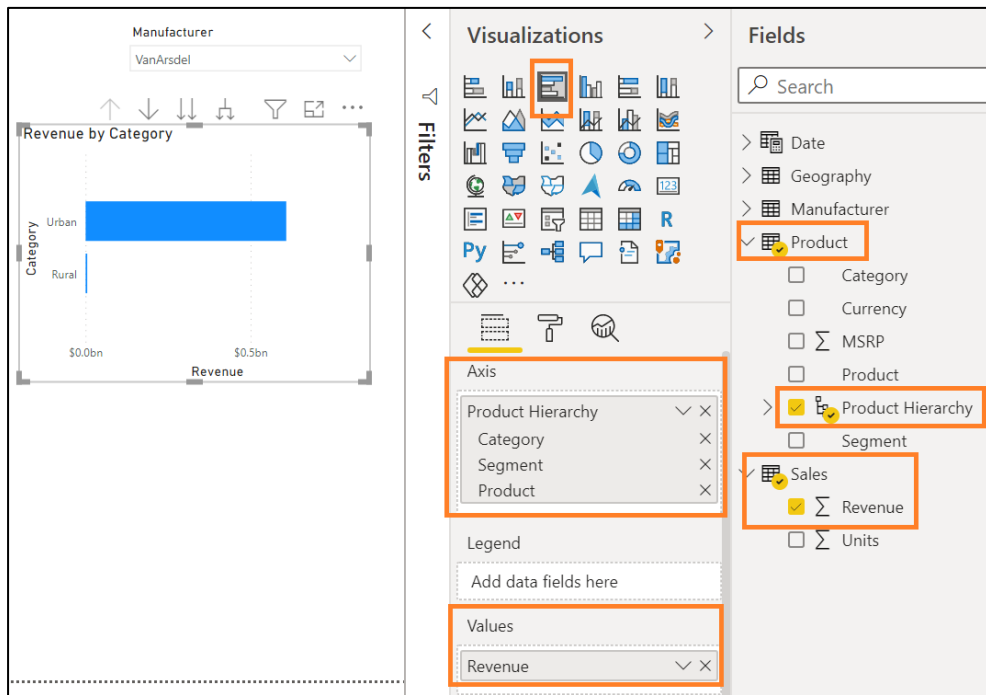 Manufacturer
VanArsdel
Revenue by Category
Category
Urban
Rural
$0.0bn
$0.5bn
Revenue
Filters
Visualizations
123
R
Py
Axis
Product Hierarchy
Category
Segment
Product
Legend
Add data fields here
Values
Revenue
Fields
Search
Date
Geography
Manufacturer
Product
Category
Currency
MSRP
Product
Product Hierarchy
Segment
Sales
Revenue
Units